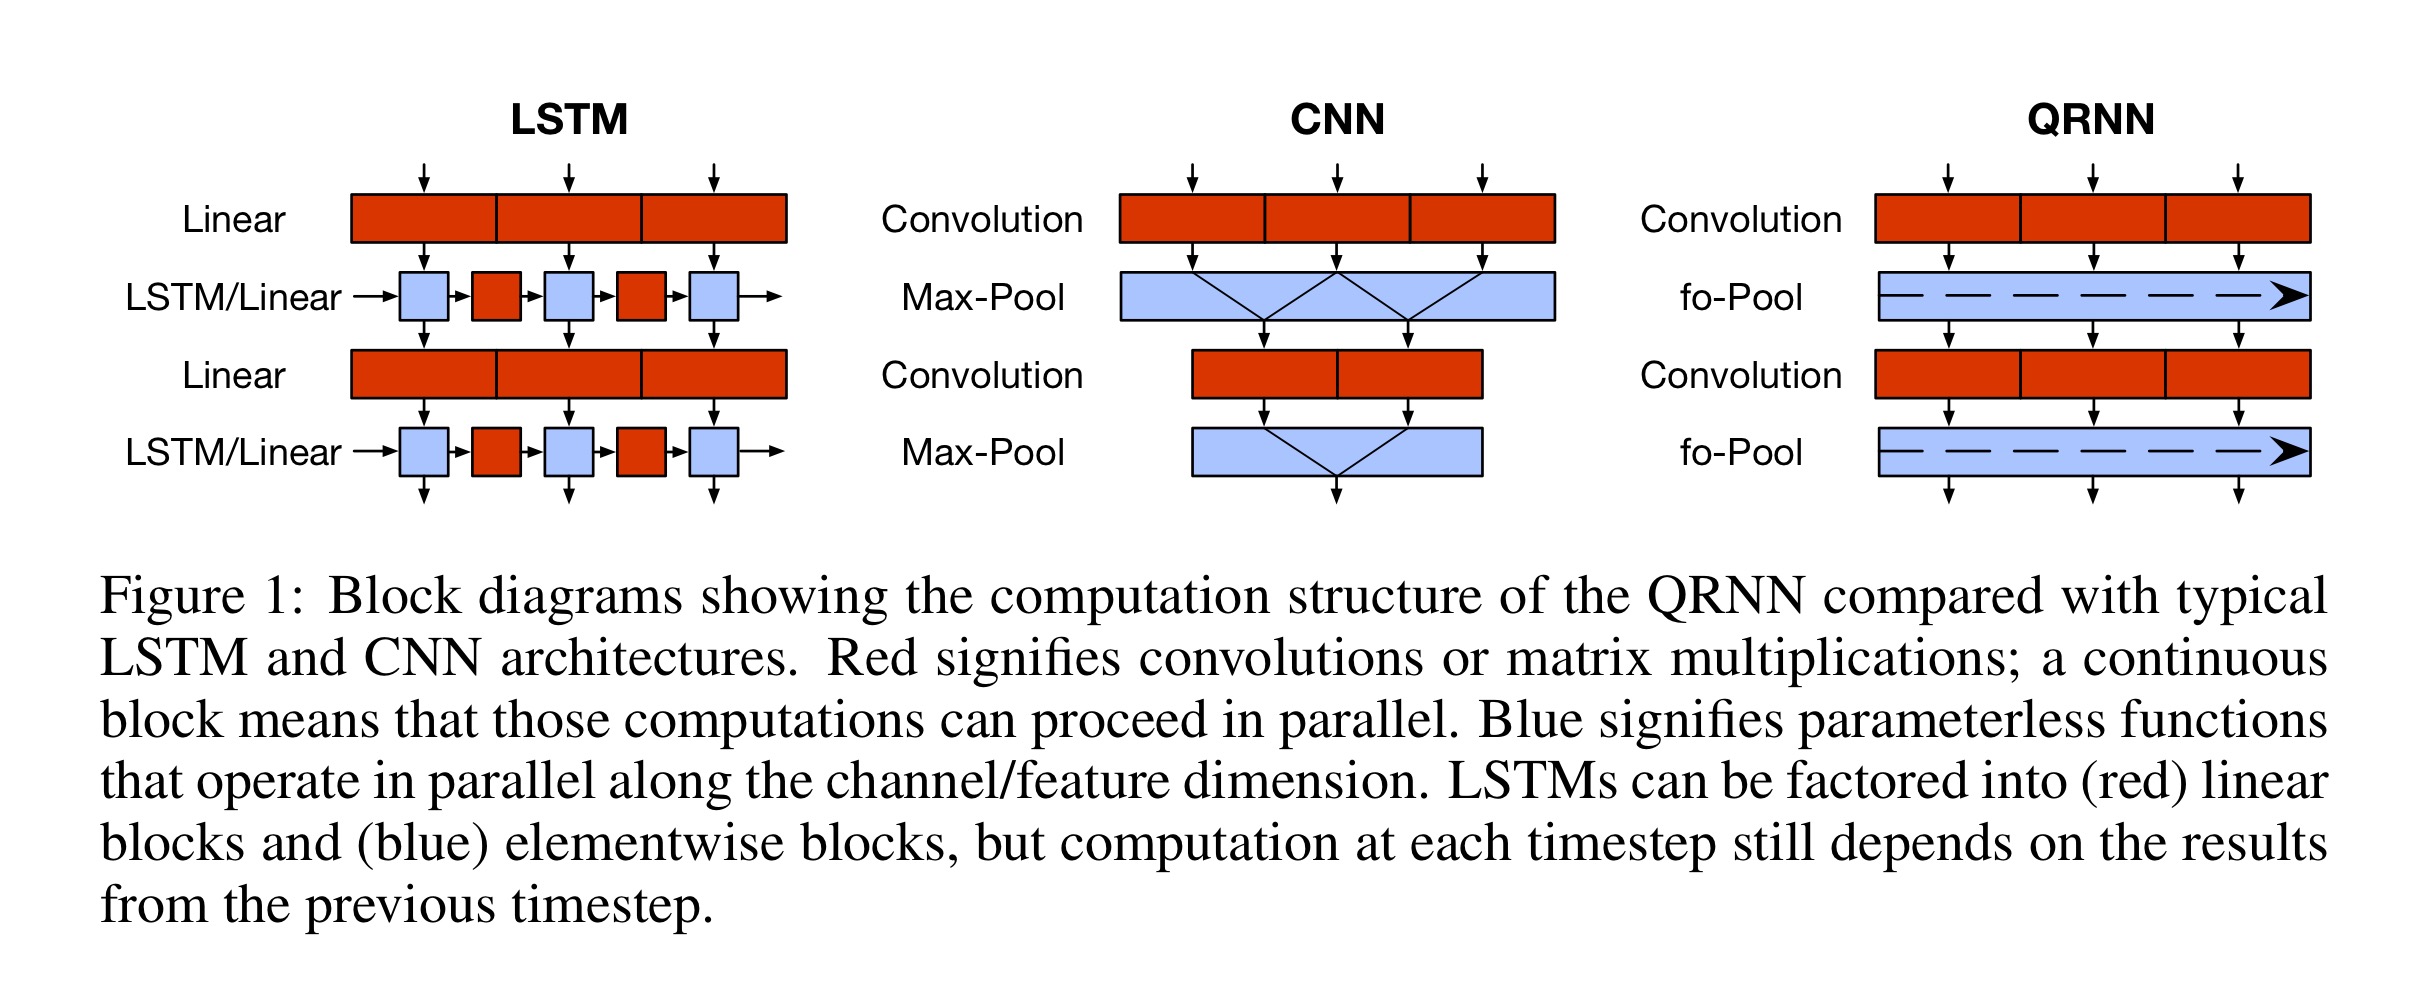 LSTM
Linear
LSTM/Linear
Linear
LSTM/Linear
CNN
Convolution
Max-Pool
Convolution
Max-Pool
QRNN
Convolution
fo-Pool
Convolution
fo-Pool
Figure 1: Block diagrams showing the computation structure of the QRNN compared with typical
LSTM and CNN architectures. Red signifies convolutions or matrix multiplications; a continuous
block means that those computations can proceed in parallel. Blue signifies parameterless functions
that operate in parallel along the channel/feature dimension. LSTMs can be factored into (red) linear
blocks and (blue) elementwise blocks, but computation at each timestep still depends on the results
from the previous timestep.